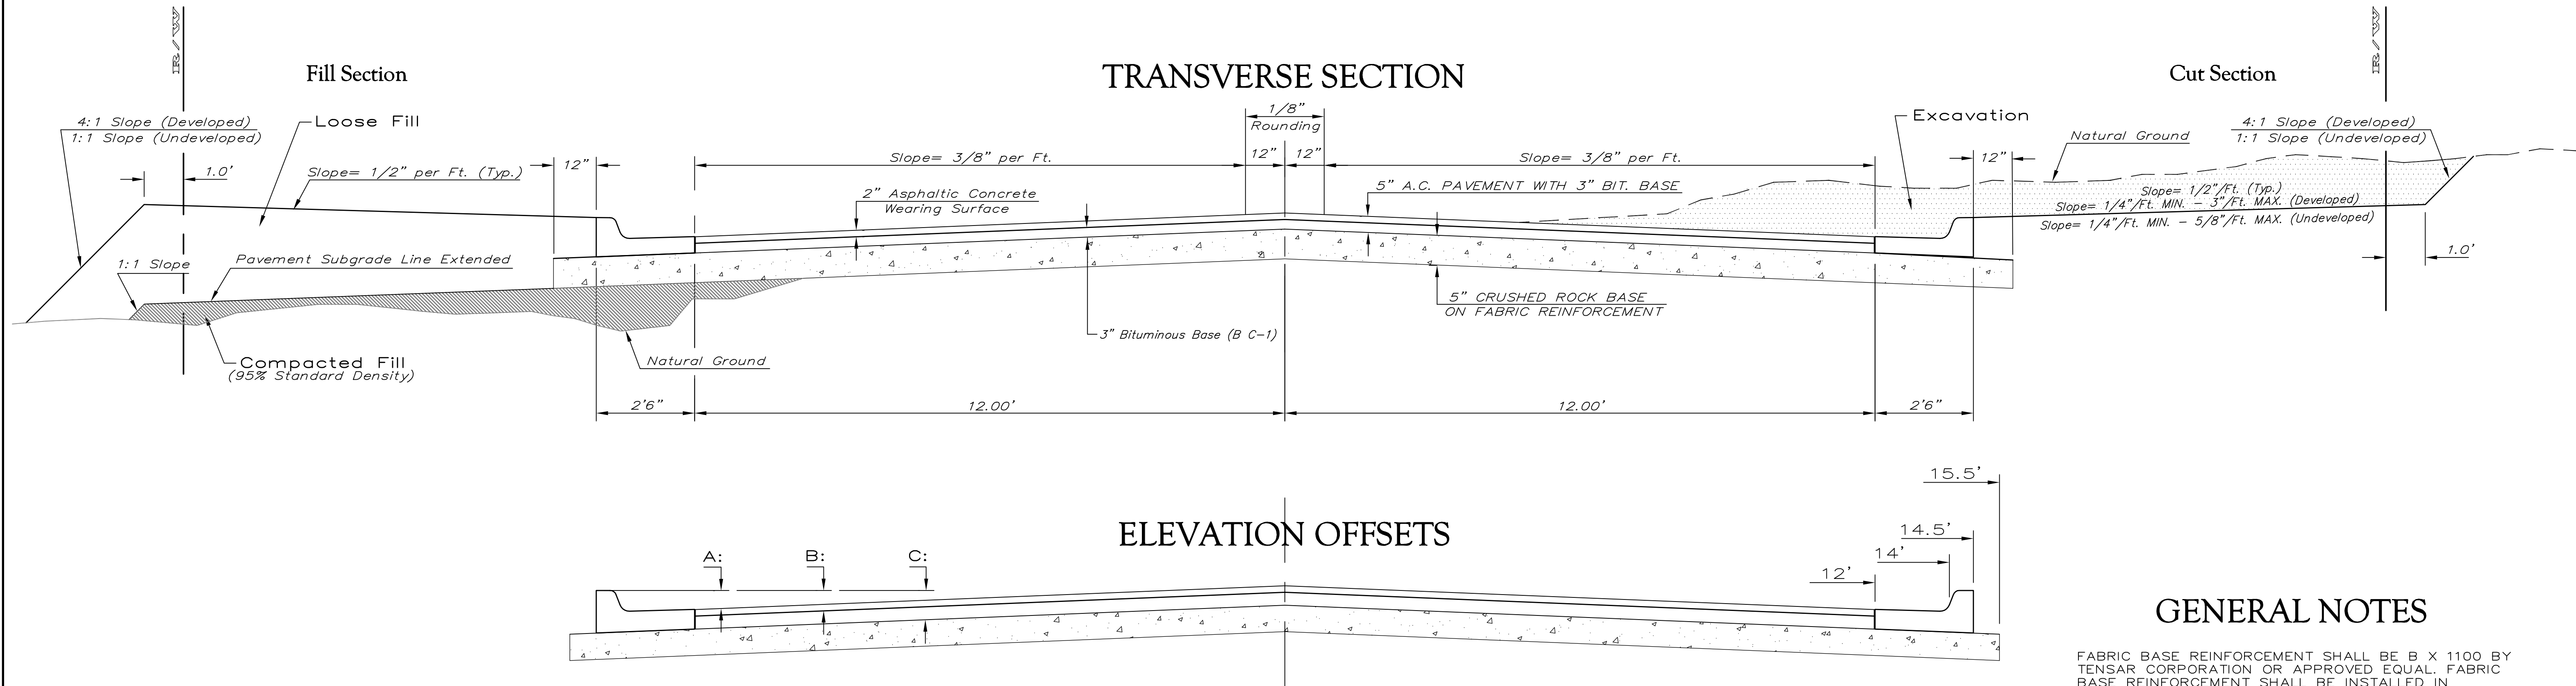 R/W
R/W
Fill Section
TRANSVERSE SECTION
Cut Section
1/8"
Rounding
4:1 Slope (Developed)
1:1 Slope (Undeveloped)
Loose Fill
Excavation
4:1 Slope (Developed)
1:1 Slope (Undeveloped)
Natural Ground
12"
Slope= 3/8" per Ft.
12"
12"
Slope= 3/8" per Ft.
12"
1.0'
Slope= 1/2" per Ft. (Typ.)
2" Asphaltic Concrete
Wearing Surface
5" A.C. PAVEMENT WITH 3" BIT. BASE
Slope= 1/2"/Ft. (Typ.)
Slope= 1/4"/Ft. MIN. - 3"/Ft. MAX. (Developed)
Slope= 1/4"/Ft. MIN. - 5/8"/Ft. MAX. (Undeveloped)
1.0'
1:1 Slope
Pavement Subgrade Line Extended
5" CRUSHED ROCK BASE
ON FABRIC REINFORCEMENT
3" Bituminous Base (B C-1)
Natural Ground
Compacted Fill
(95% Standard Density)
2'6"
12.00'
12.00'
2'6"
15.5'
ELEVATION OFFSETS
14.5'
A:
B:
C:
14'
12'
GENERAL NOTES
FABRIC BASE REINFORCEMENT SHALL BE B X 1100 BY
TENSAR CORPORATION OR APPROVED EQUAL. FABRIC
BASE REINFORCEMENT SHALL BE INSTALLED IN